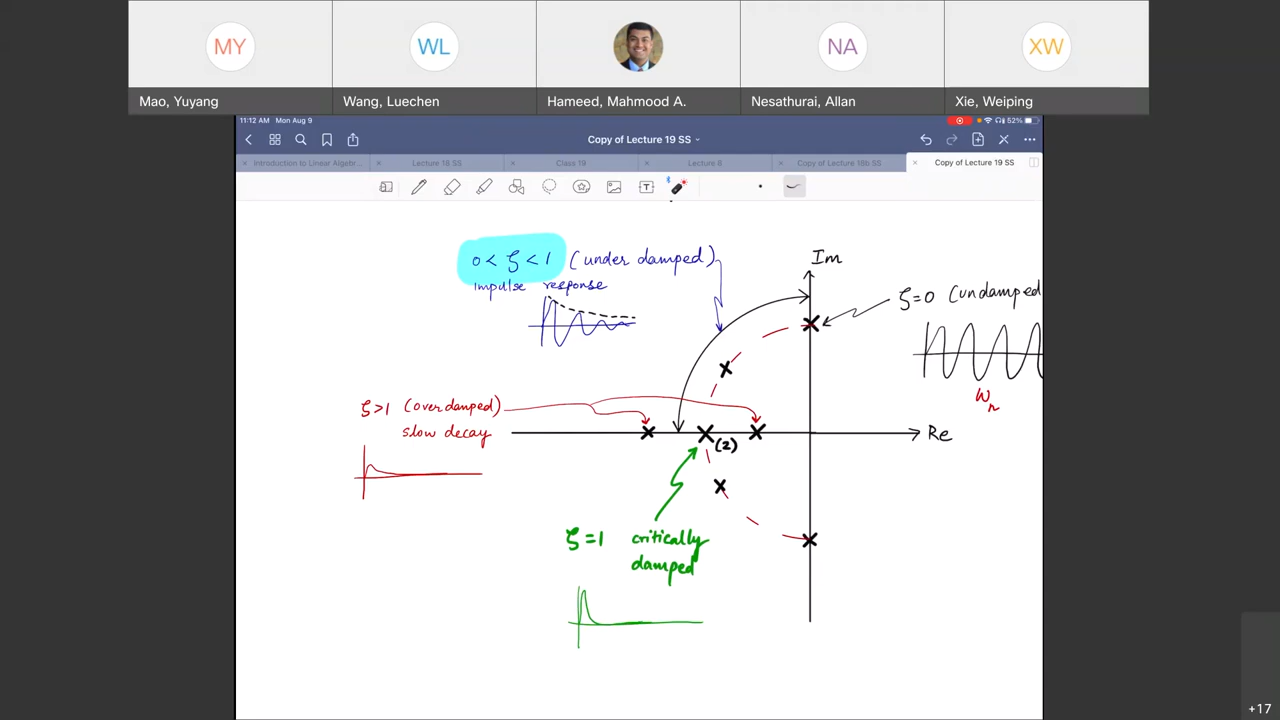 MY
WL
NA
XW
Mao, Yuyang
Wang, Luechen
Hameed, Mahmood A.
Nesathurai, Allan
Xie, Weiping
11:12 AM Mon Aug 9
52%
Copy of Lecture 19 SS
Introduction to Linear Algebr...
Lecture 18 SS
Class 19
Lecture 8
Copy of Lecture 18b SS
Copy of Lecture 19 SS
T
0 < ζ < 1 (under damped)
impulse response
Im
ζ=0 (undamped
ωn
ζ>1 (overdamped)
slow decay
(2)
Re
ζ=1 critically
damped
+17